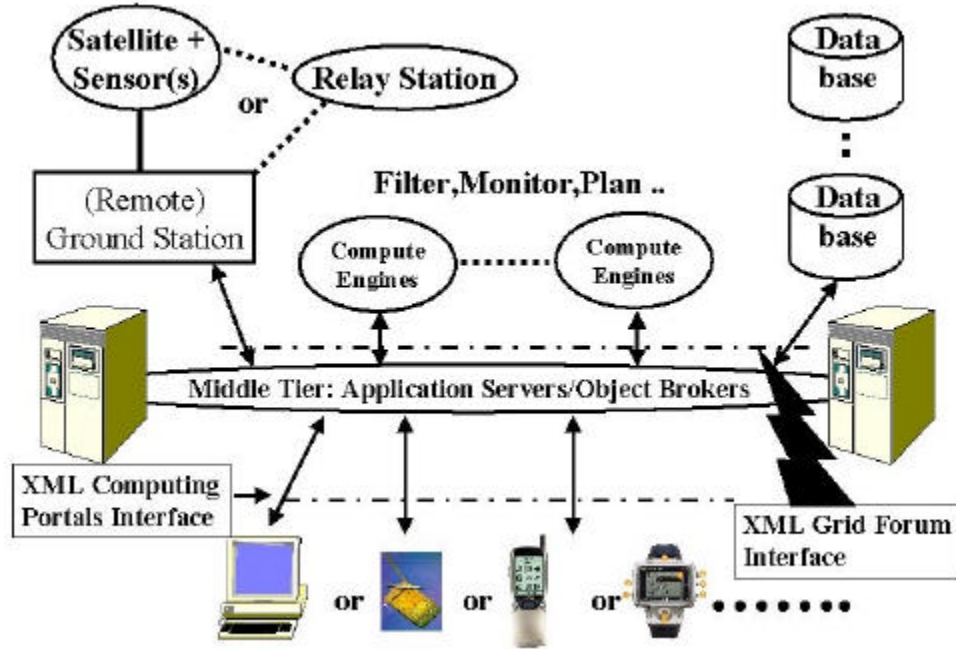 Satellite +
Sensor(s)
or
Relay Station
Data
base
(Remote)
Ground Station
Filter,Monitor,Plan ..
Data
base
Compute
Engines
Compute
Engines
Middle Tier: Application Servers/Object Brokers
XML Computing
Portals Interface
XML Grid Forum
Interface
or
or
or